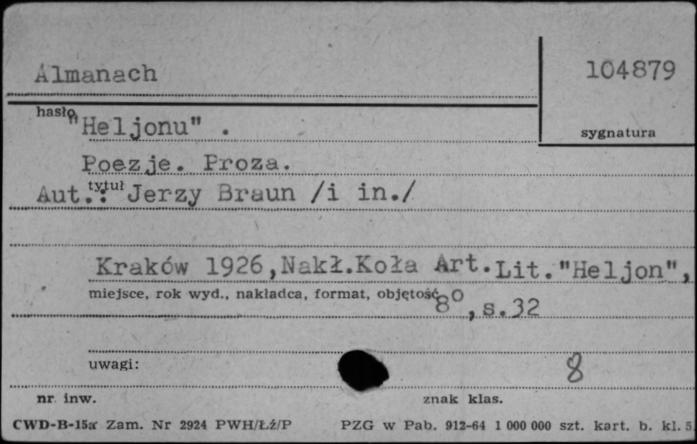 Almanach
104879
hasło
"Heljonu" .
sygnatura
Poezje. Proza.
tytuł
Aut.: Jerzy Braun /i in./
Kraków 1926,Nakł.Koła Art.Lit."Heljon",
miejsce, rok wyd., nakładca, format, objętość
8°,s.32
uwagi:
8
nr inw.
znak klas.
CWD-B-15a Zam. Nr 2924 PWH/Łź/P
PZG w Pab. 912-64 1 000 000 szt. kart. b. kl. 5